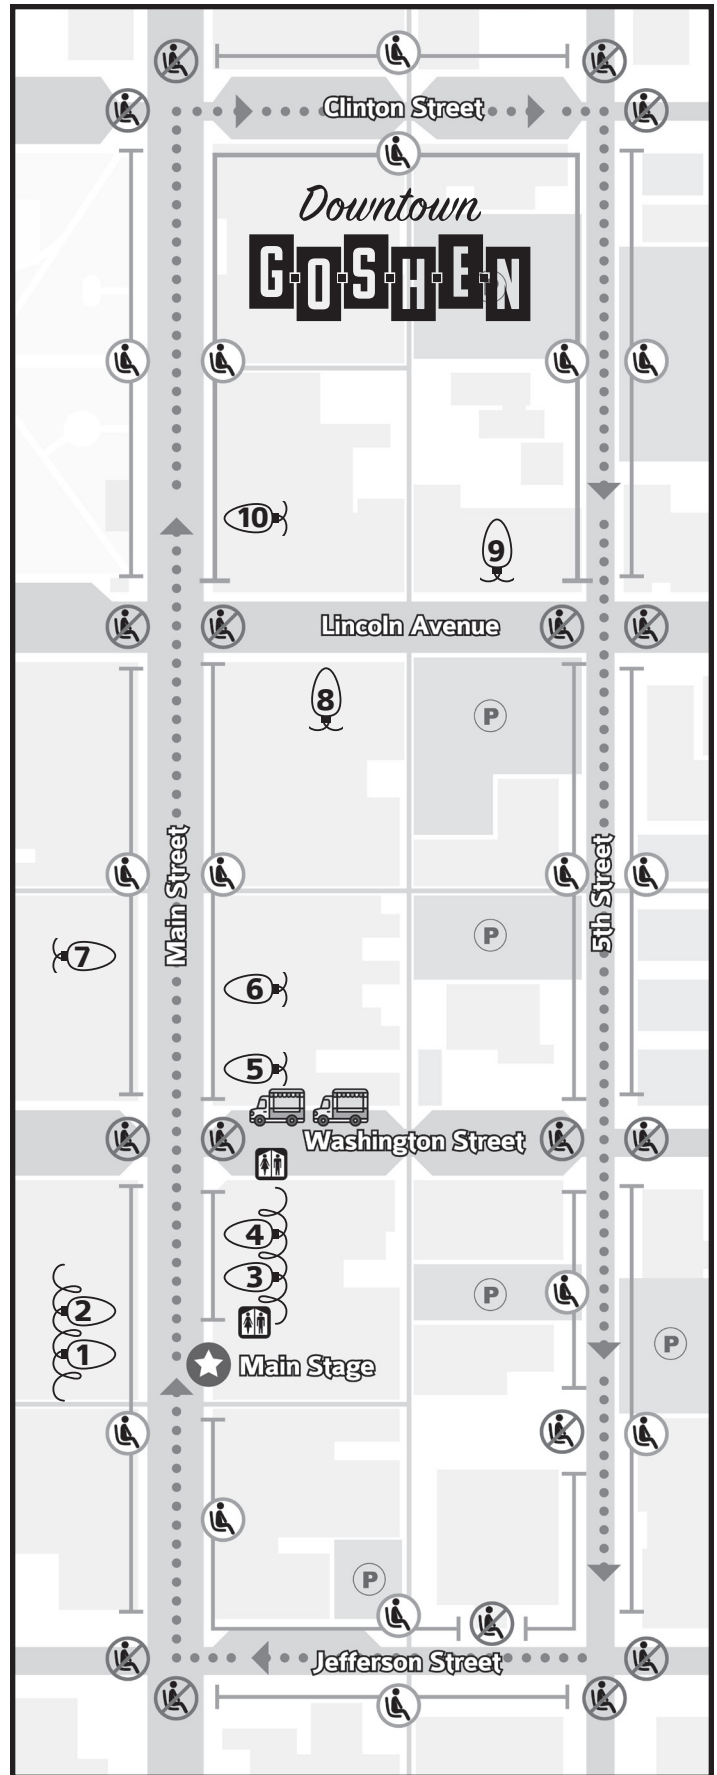 Clinton Street
Downtown
G·O·S·H·E·N
10
9
Lincoln Avenue
8
P
Main Street
5th Street
7
P
6
5
Washington Street
4
3
P
2
1
P
Main Stage
P
Jefferson Street